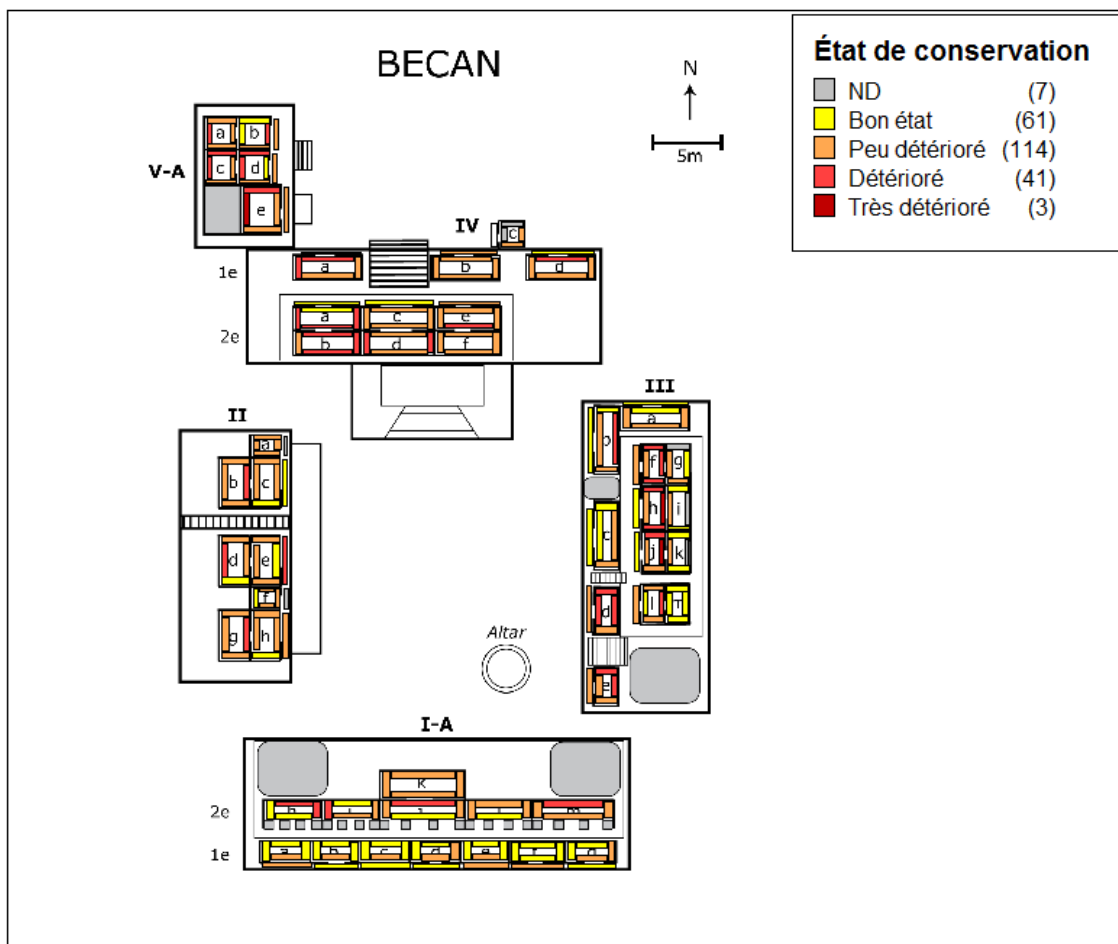 BECAN
État de conservation
ND (7)
Bon état (61)
Peu détérioré (114)
Détérioré (41)
Très détérioré (3)
N
5m
V-A
a b
c d
e
IV
c
1e
a b d
2e
a c e
b d f
II
a
b c
d e
f
g h
III
a
b
f g
h i
c
j k
d
l
Altar
I-A
k
2e
1e
a b c d e f g